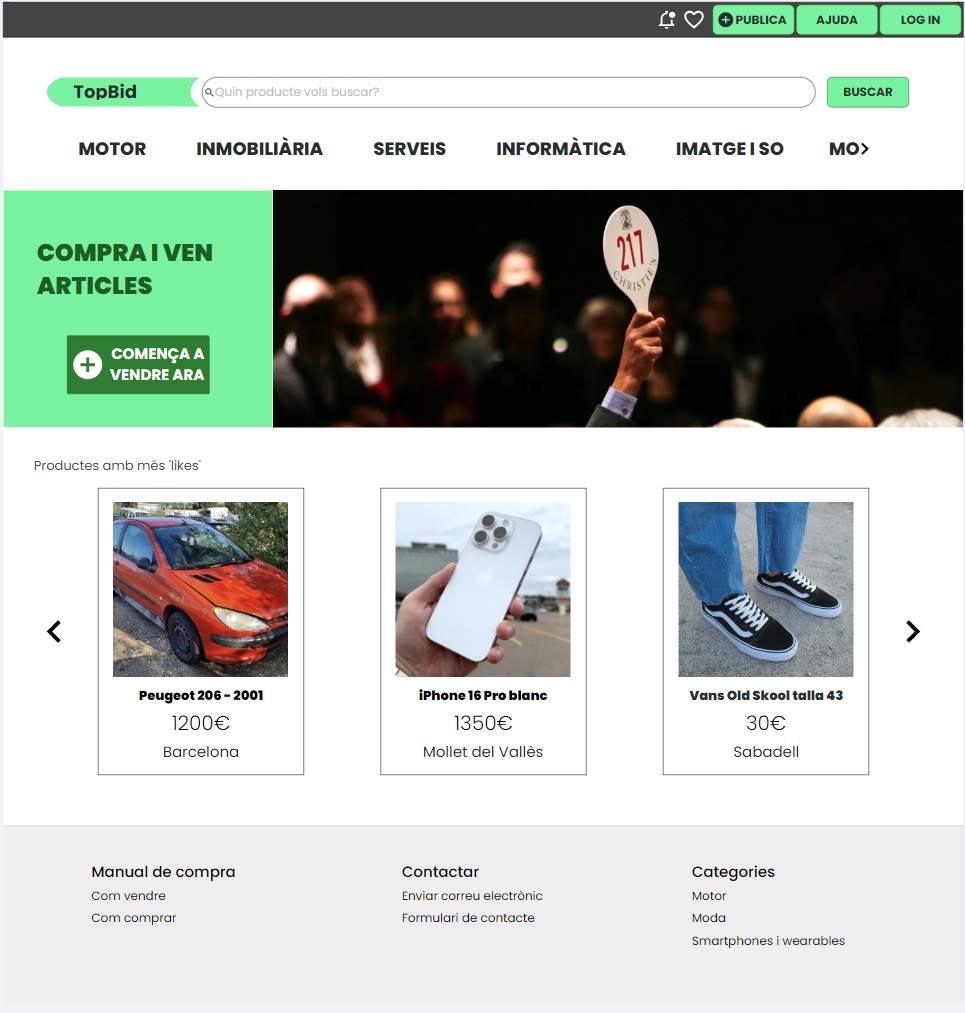 PUBLICA
AJUDA
LOG IN
TopBid
Quin producte vols buscar?
BUSCAR
MOTOR
INMOBILIÀRIA
SERVEIS
INFORMÀTICA
IMATGE I SO
MO
COMPRA I VEN
ARTICLES
COMENÇA A
VENDRE ARA
217
CHRISTIE'S
Productes amb més 'likes'
Peugeot 206 - 2001
1200€
Barcelona
iPhone 16 Pro blanc
1350€
Mollet del Vallès
Vans Old Skool talla 43
30€
Sabadell
Manual de compra
Com vendre
Com comprar
Contactar
Enviar correu electrònic
Formulari de contacte
Categories
Motor
Moda
Smartphones i wearables